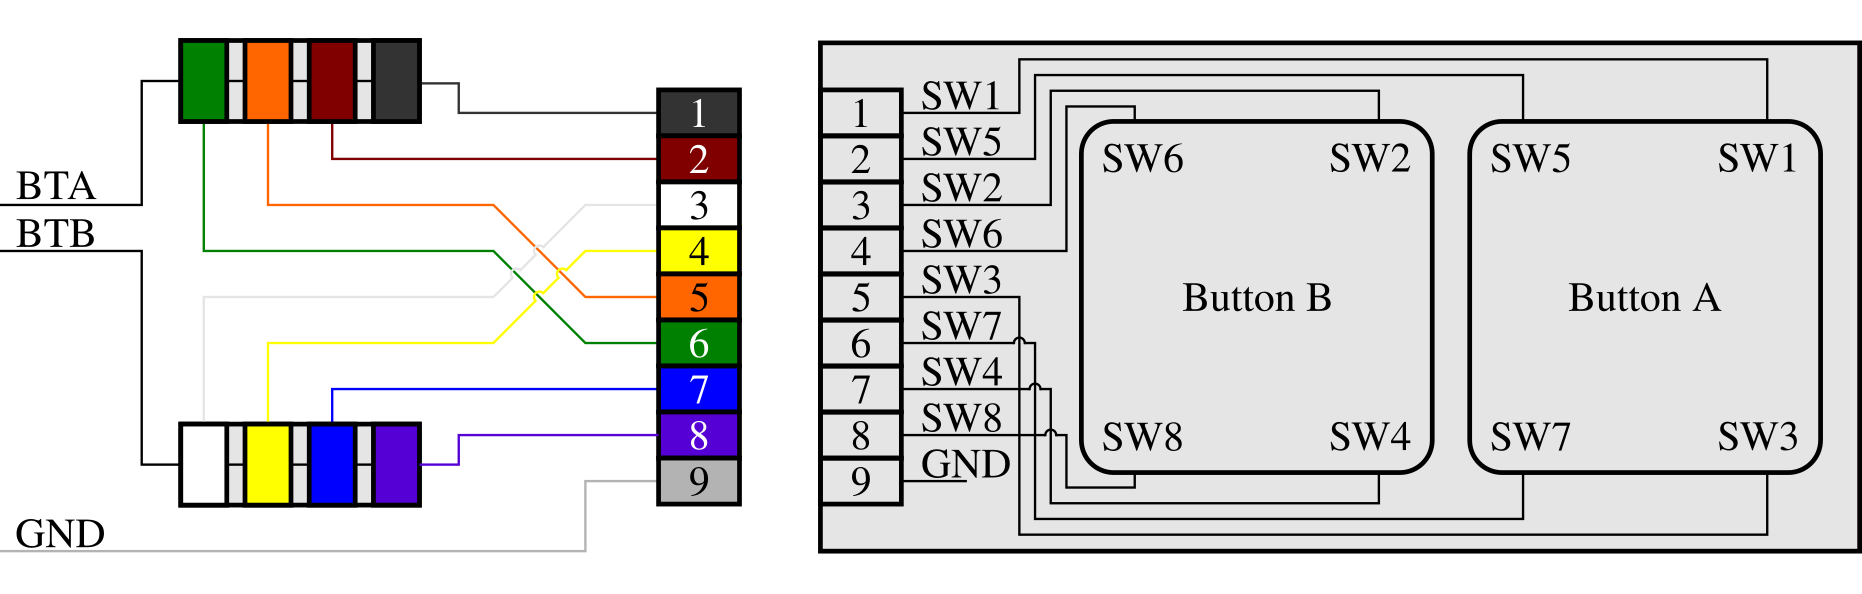 BTA
BTB
GND
1
2
3
4
5
6
7
8
9
1
2
3
4
5
6
7
8
9
SW1
SW5
SW2
SW6
SW3
SW7
SW4
SW8
GND
SW6 SW2
Button B
SW8 SW4
SW5 SW1
Button A
SW7 SW3